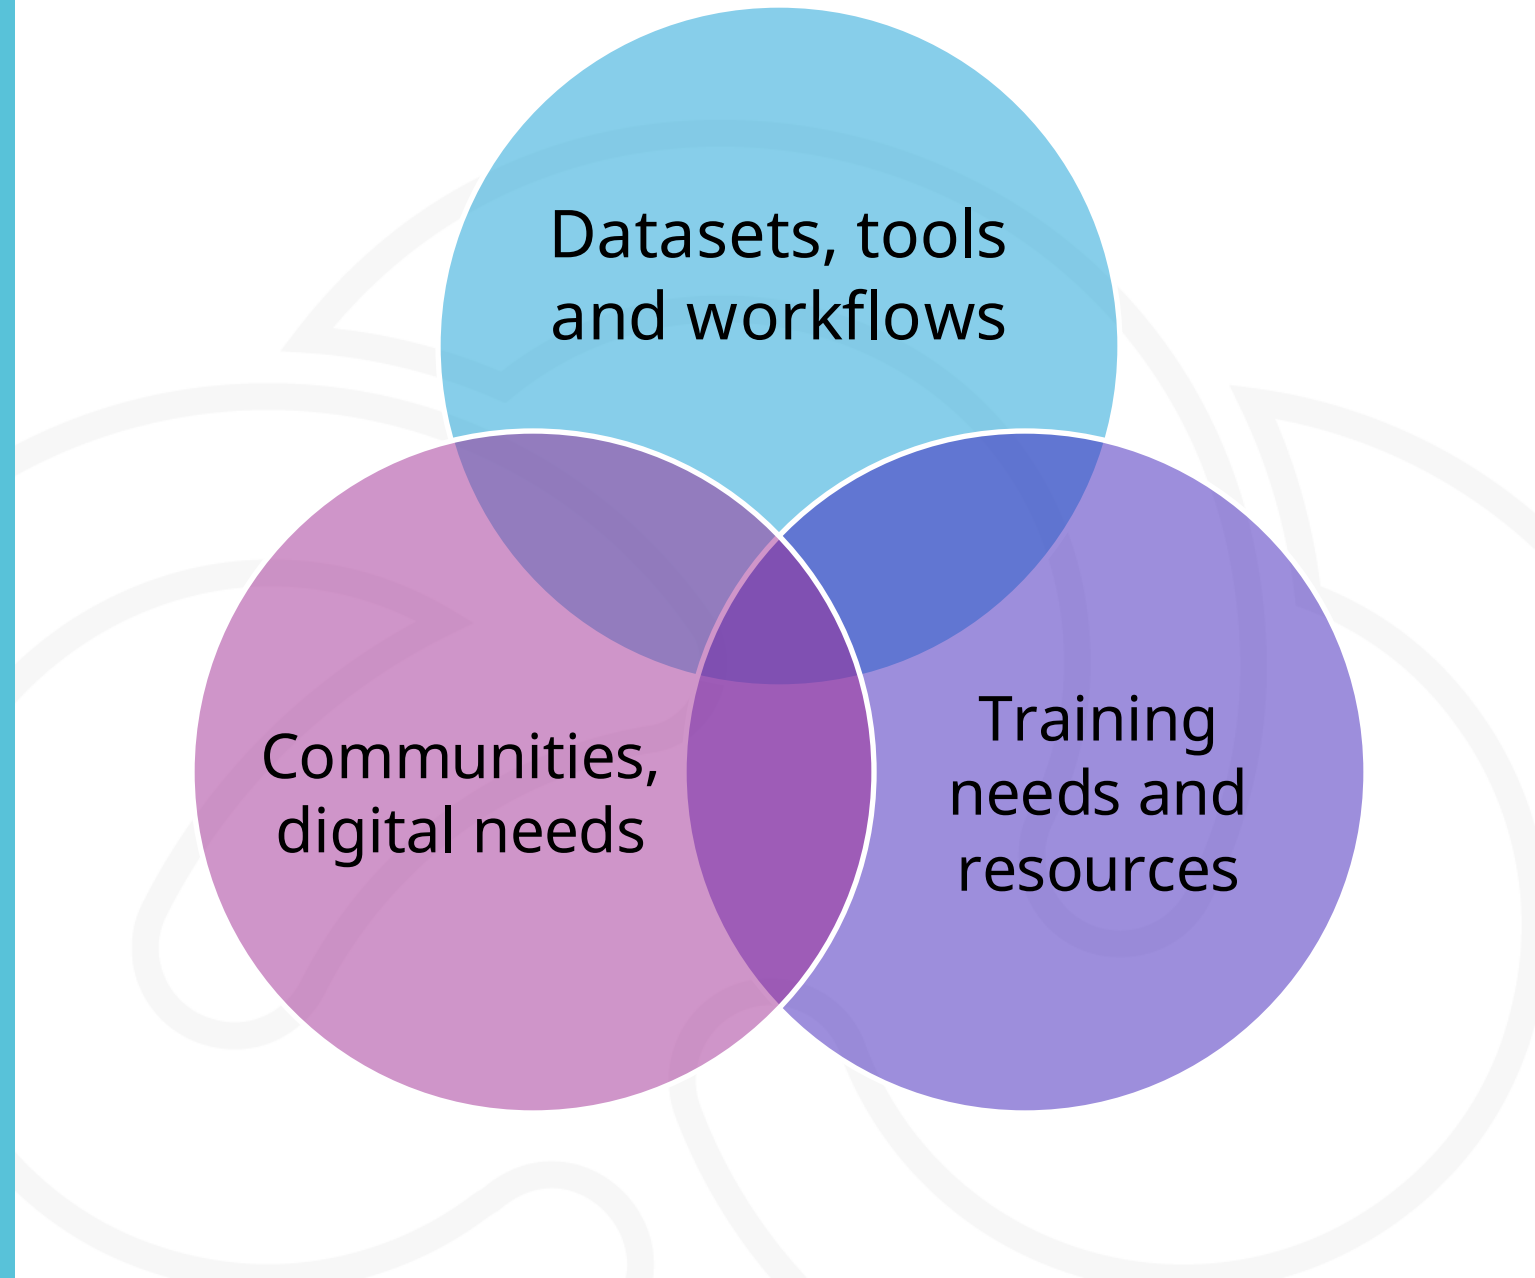 Datasets, tools
and workflows
Communities,
digital needs
Training
needs and
resources